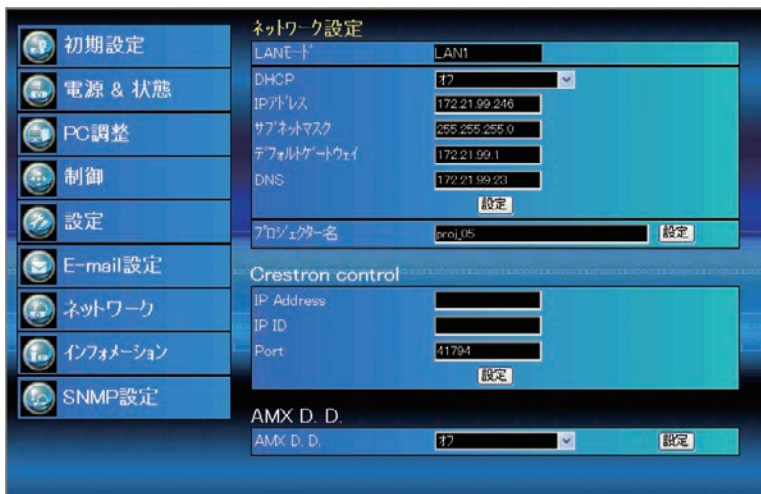 初期設定
電源 & 状態
PC調整
制御
設定
E-mail設定
ネットワーク
インフォメーション
SNMP設定
ネットワーク設定
LANモード LAN1
DHCP オフ
IPアドレス 172.21.99.246
サブネットマスク 255.255.255.0
デフォルトゲートウェイ 172.21.99.1
DNS 172.21.99.23
設定
プロジェクター名 proj_05 設定
Crestron control
IP Address
IP ID
Port 41794
設定
AMX D. D.
AMX D. D. オフ 設定